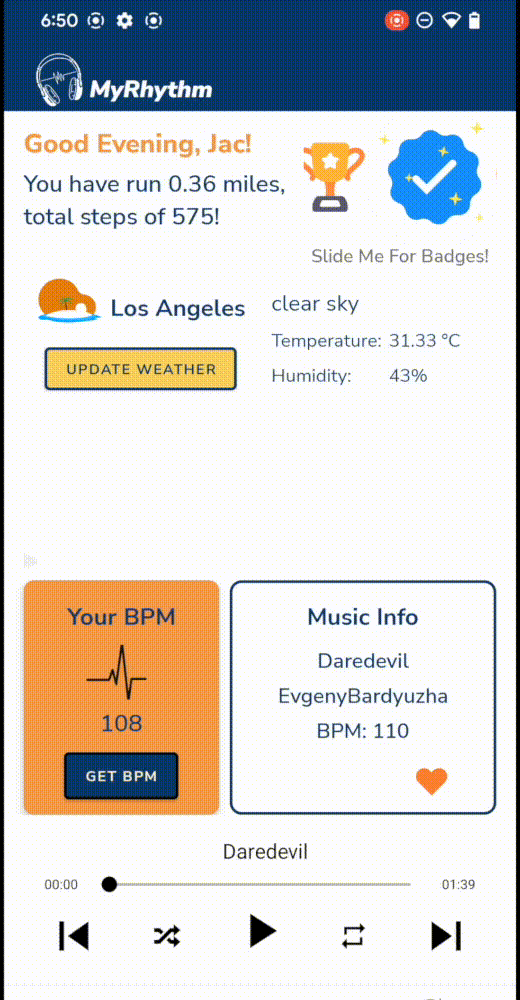 6:50
MyRhythm
Good Evening, Jac!
You have run 0.36 miles,
total steps of 575!
Slide Me For Badges!
Los Angeles
clear sky
UPDATE WEATHER
Temperature: 31.33 °C
Humidity: 43%
Your BPM
108
GET BPM
Music Info
Daredevil
EvgenyBardyuzha
BPM: 110
Daredevil
00:00
01:39